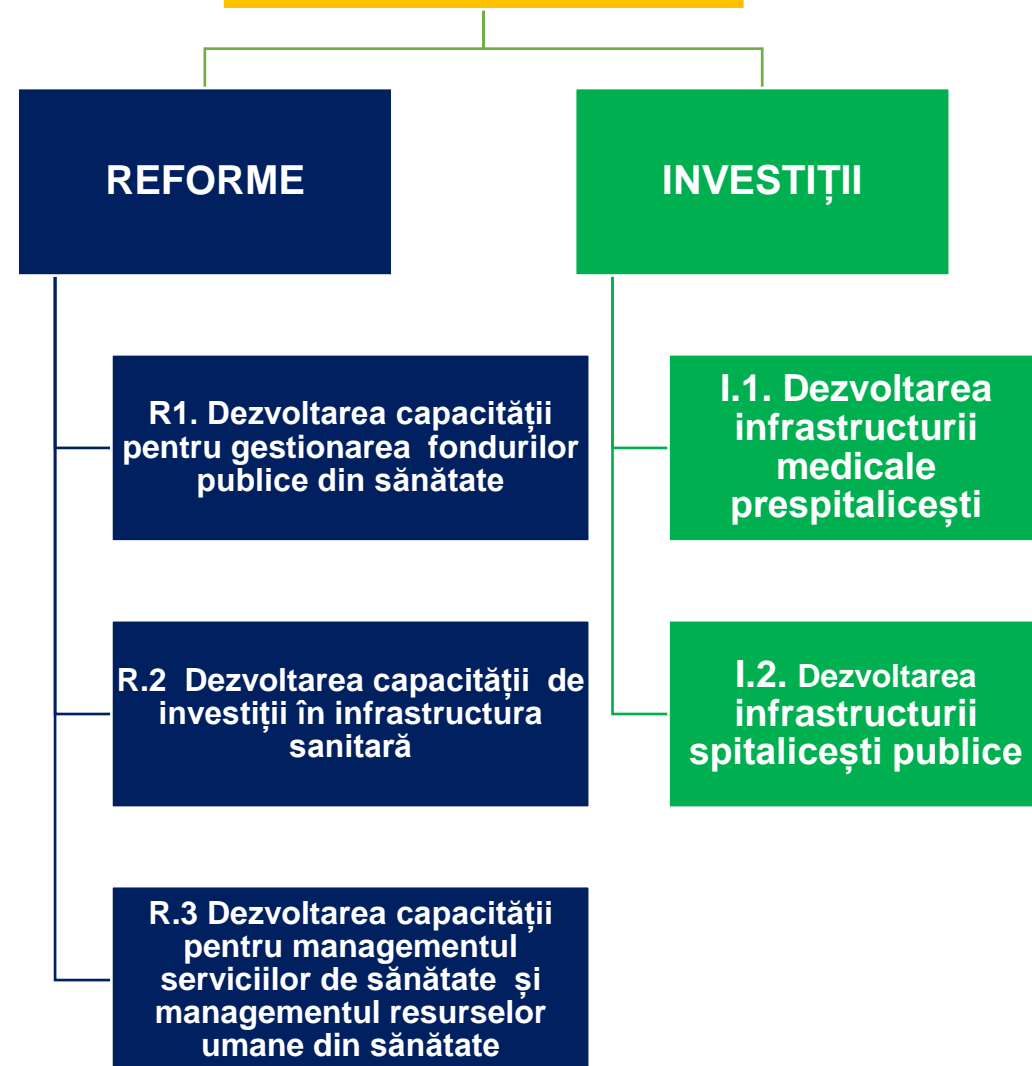 REFORME
R1. Dezvoltarea capacității
pentru gestionarea fondurilor
publice din sănătate
R.2 Dezvoltarea capacității de
investiții în infrastructura
sanitară
R.3 Dezvoltarea capacității
pentru managementul
serviciilor de sănătate și
managementul resurselor
umane din sănătate
INVESTIȚII
I.1. Dezvoltarea
infrastructurii
medicale
prespitalicești
I.2. Dezvoltarea
infrastructurii
spitalicești publice